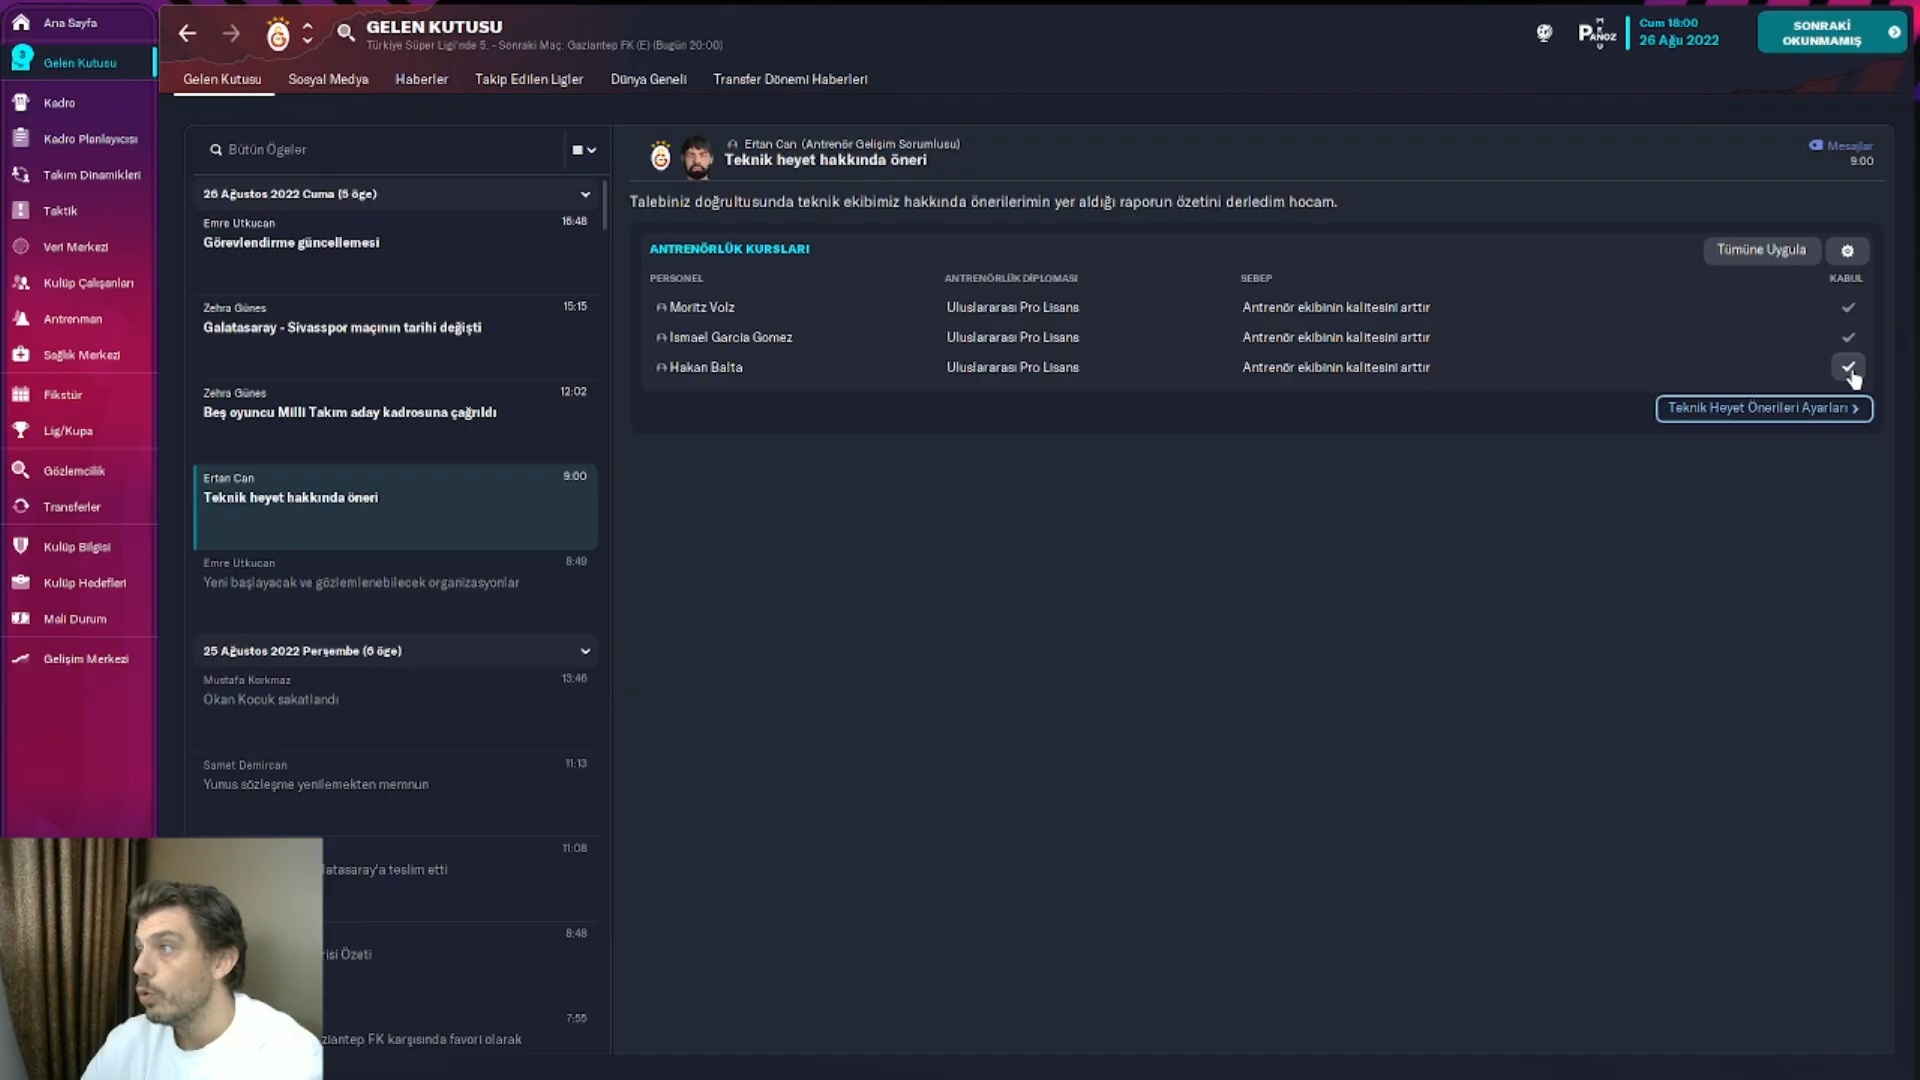 Ana Sayfa
3
Gelen Kutusu
Kadro
Kadro Planlayıcısı
Takım Dinamikleri
Taktik
Veri Merkezi
Kulüp Çalışanları
Antrenman
Sağlık Merkezi
Fikstür
Lig/Kupa
Gözlemcilik
Transferler
Kulüp Bilgisi
Kulüp Hedefleri
Mali Durum
Gelişim Merkezi
GELEN KUTUSU
Türkiye Süper Ligi'nde 5. - Sonraki Maç: Gaziantep FK (E) (Bugün 20:00)
PANOZ
Cum 18:00
26 Ağu 2022
SONRAKİ
OKUNMAMIŞ
Gelen Kutusu
Sosyal Medya
Haberler
Takip Edilen Ligler
Dünya Geneli
Transfer Dönemi Haberleri
Bütün Ögeler
26 Ağustos 2022 Cuma (5 öge)
Emre Utkucan
16:48
Görevlendirme güncellemesi
Zehra Güneş
15:15
Galatasaray - Sivasspor maçının tarihi değişti
Zehra Güneş
12:02
Beş oyuncu Milli Takım aday kadrosuna çağrıldı
Ertan Can
9:00
Teknik heyet hakkında öneri
Emre Utkucan
8:49
Yeni başlayacak ve gözlemlenebilecek organizasyonlar
25 Ağustos 2022 Perşembe (6 öge)
Mustafa Korkmaz
13:46
Okan Kocuk sakatlandı
Samet Demircan
11:13
Yunus sözleşme yenilemekten memnun
11:08
latasaray'a teslim etti
8:48
risi Özeti
7:55
ziantep FK karşısında favori olarak
Ertan Can (Antrenör Gelişim Sorumlusu)
Teknik heyet hakkında öneri
Mesajlar
9:00
Talebiniz doğrultusunda teknik ekibimiz hakkında önerilerimin yer aldığı raporun özetini derledim hocam.
ANTRENÖRLÜK KURSLARI
Tümüne Uygula
PERSONEL
ANTRENÖRLÜK DİPLOMASI
SEBEP
KABUL
Moritz Volz
Uluslararası Pro Lisans
Antrenör ekibinin kalitesini arttır
Ismael García Gomez
Uluslararası Pro Lisans
Antrenör ekibinin kalitesini arttır
Hakan Balta
Uluslararası Pro Lisans
Antrenör ekibinin kalitesini arttır
Teknik Heyet Önerileri Ayarları >